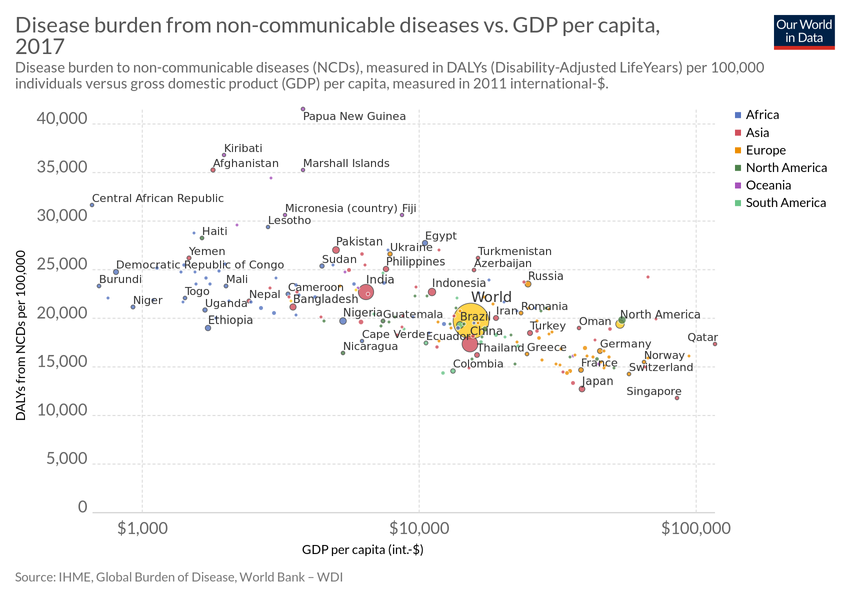 Disease burden from non-communicable diseases vs. GDP per capita,
2017
Our World
in Data
Disease burden to non-communicable diseases (NCDs), measured in DALYs (Disability-Adjusted LifeYears) per 100,000
individuals versus gross domestic product (GDP) per capita, measured in 2011 international-$.
40,000
35,000
30,000
25,000
20,000
15,000
10,000
5,000
0
DALYs from NCDs per 100,000
Papua New Guinea
Kiribati
Afghanistan
Marshall Islands
Central African Republic
Micronesia (country)
Fiji
Lesotho
Haiti
Egypt
Pakistan
Ukraine
Yemen
Turkmenistan
Sudan
Philippines
Azerbaijan
Democratic Republic of Congo
Burundi
Mali
India
Russia
Cameroon
Indonesia
Togo
Nepal
Bangladesh
World
Niger
Uganda
Nigeria
Guatemala
Brazil
Iran
Romania
North America
Ethiopia
China
Turkey
Oman
Cape Verde
Ecuador
Qatar
Nicaragua
Thailand
Greece
Germany
Norway
Colombia
France
Switzerland
Japan
Singapore
$1,000
$10,000
$100,000
GDP per capita (int.-$)
Africa
Asia
Europe
North America
Oceania
South America
Source: IHME, Global Burden of Disease, World Bank – WDI